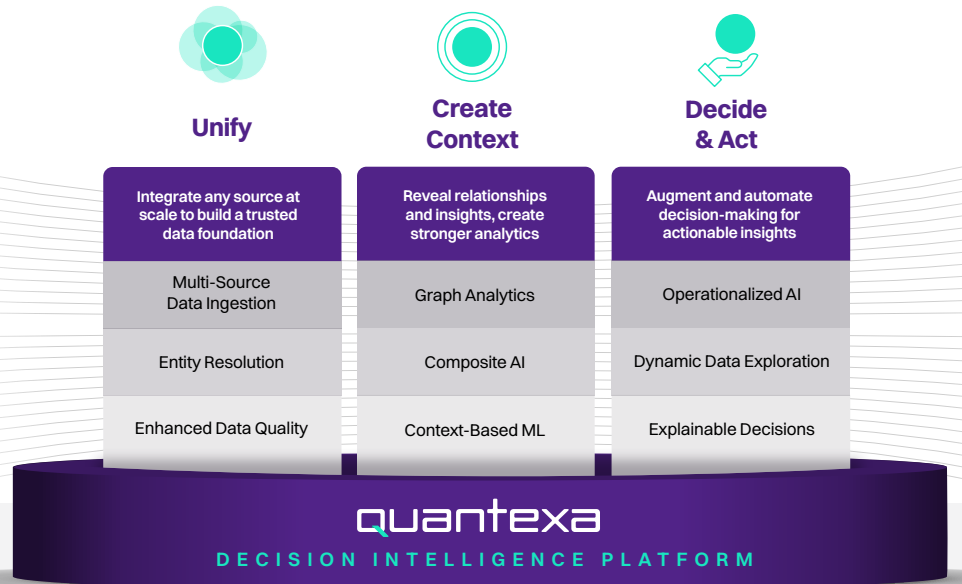 Unify
Create
Context
Decide
& Act
Integrate any source at
scale to build a trusted
data foundation
Reveal relationships
and insights, create
stronger analytics
Augment and automate
decision-making for
actionable insights
Multi-Source
Data Ingestion
Graph Analytics
Operationalized AI
Entity Resolution
Composite AI
Dynamic Data Exploration
Enhanced Data Quality
Context-Based ML
Explainable Decisions
quantexa
DECISION INTELLIGENCE PLATFORM